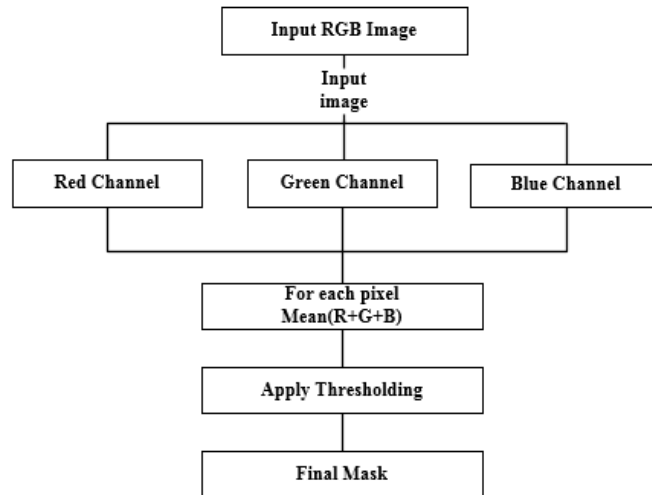 Input RGB Image
Input
image
Red Channel
Green Channel
Blue Channel
For each pixel
Mean(R+G+B)
Apply Thresholding
Final Mask